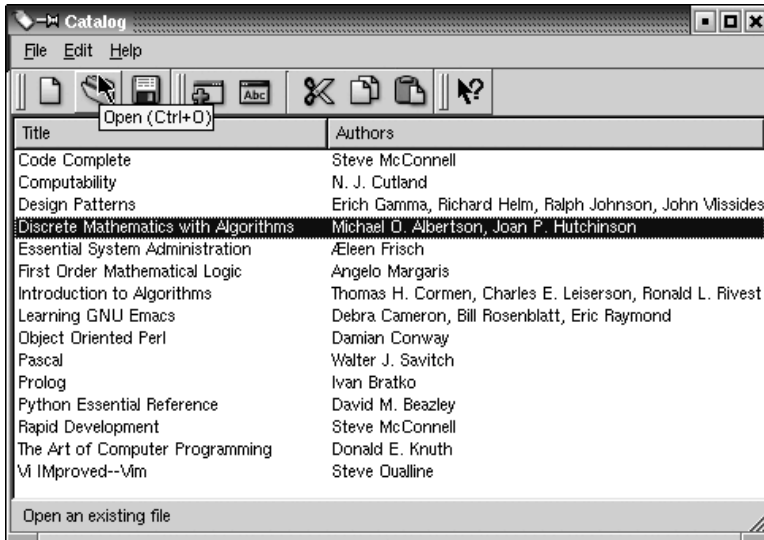 Catalog
File Edit Help
Abc
Open (Ctrl+O)
Title Authors
Code Complete Steve McConnell
Computability N. J. Cutland
Design Patterns Erich Gamma, Richard Helm, Ralph Johnson, John Vlissides
Discrete Mathematics with Algorithms Michael O. Albertson, Joan P. Hutchinson
Essential System Administration Æleen Frisch
First Order Mathematical Logic Angelo Margaris
Introduction to Algorithms Thomas H. Cormen, Charles E. Leiserson, Ronald L. Rivest
Learning GNU Emacs Debra Cameron, Bill Rosenblatt, Eric Raymond
Object Oriented Perl Damian Conway
Pascal Walter J. Savitch
Prolog Ivan Bratko
Python Essential Reference David M. Beazley
Rapid Development Steve McConnell
The Art of Computer Programming Donald E. Knuth
Vi IMproved--Vim Steve Oualline
Open an existing file